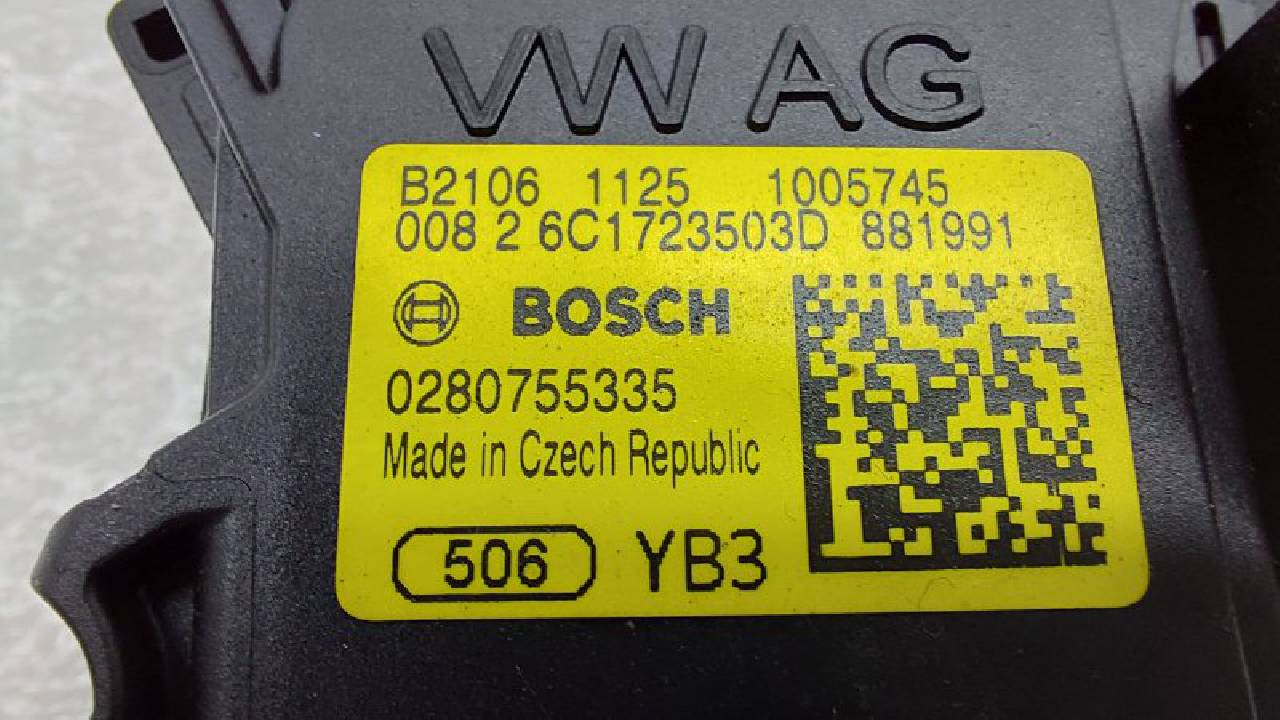 VW AG
B2106 1125 1005745
008 2 6C1723503D 881991
BOSCH
0280755335
Made in Czech Republic
506 YB3